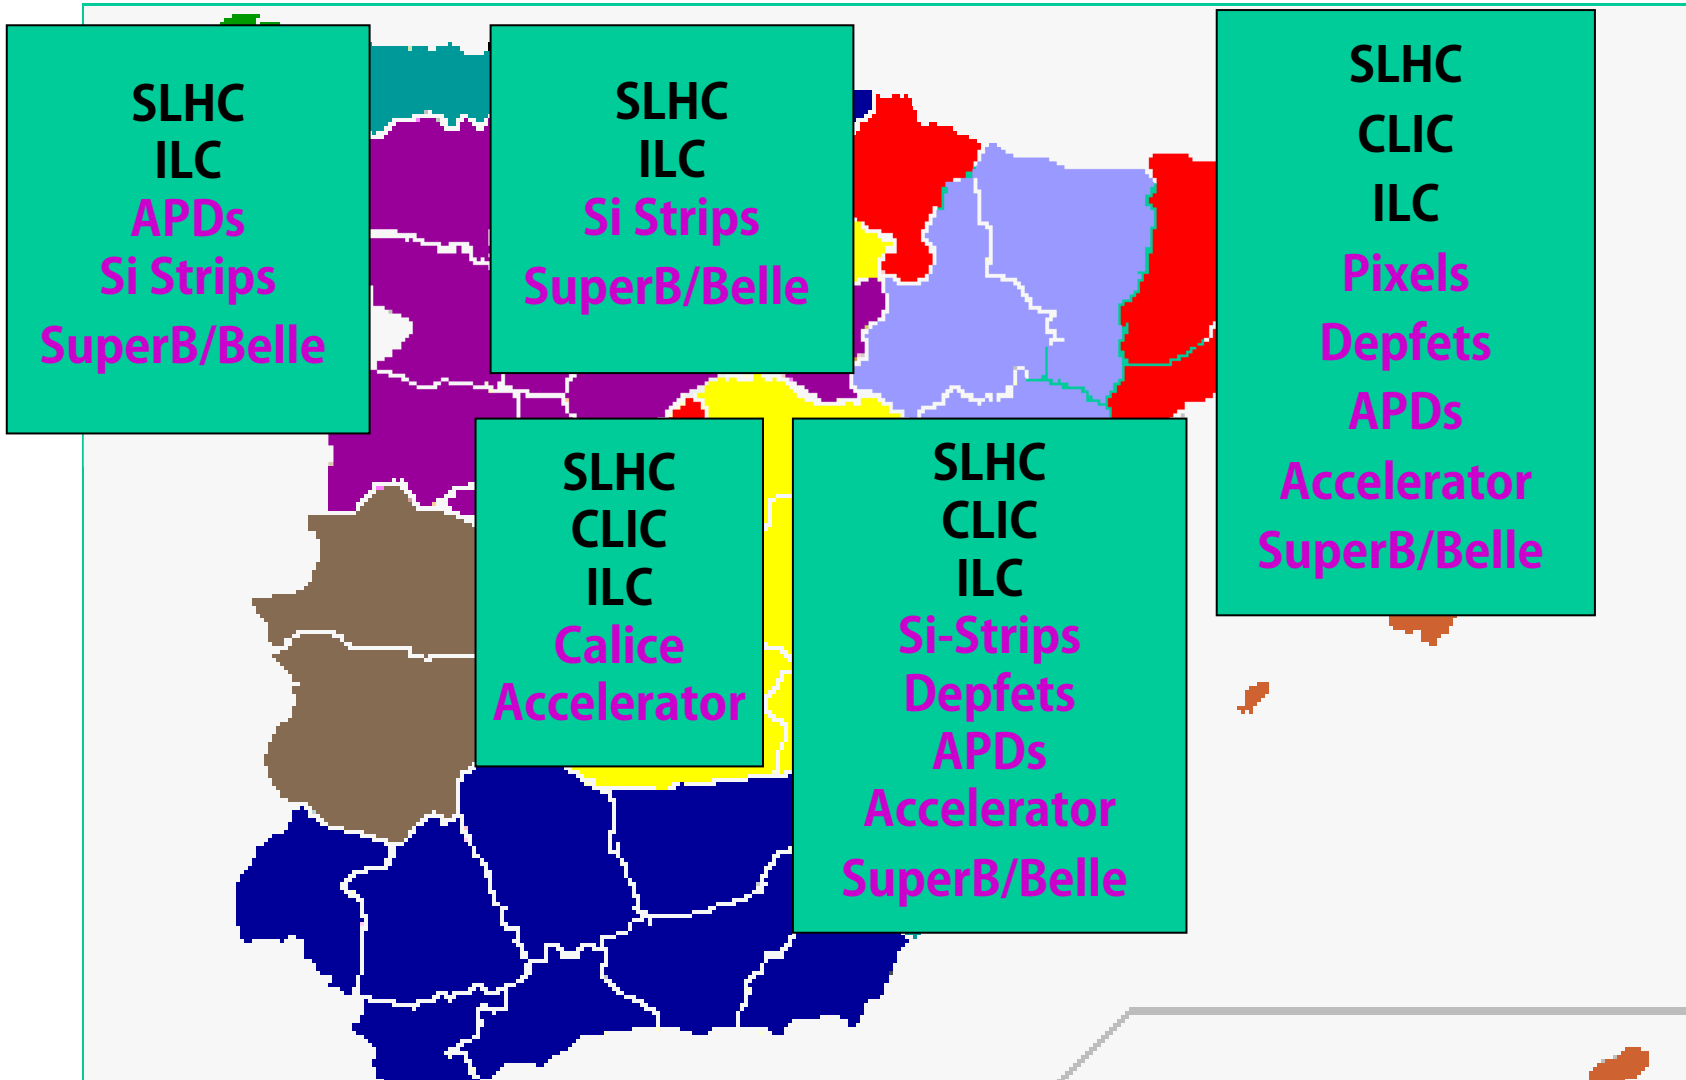 SLHC
ILC
APDs
Si Strips
SuperB/Belle
SLHC
ILC
Si Strips
SuperB/Belle
SLHC
CLIC
ILC
Pixels
Depfets
APDs
Accelerator
SuperB/Belle
SLHC
CLIC
ILC
Calice
Accelerator
SLHC
CLIC
ILC
Si-Strips
Depfets
APDs
Accelerator
SuperB/Belle